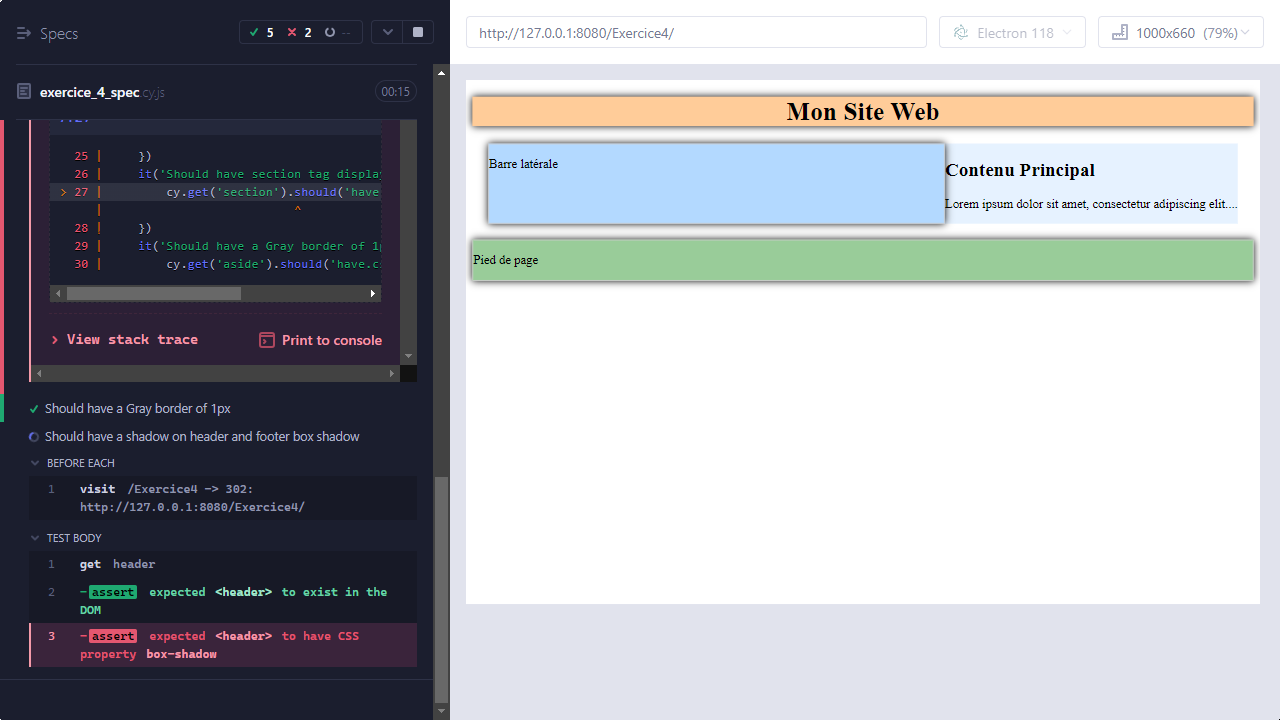 Specs
5
2
--
exercice_4_spec.cy.js
00:15
25 | })
26 | it('Should have section tag display
> 27 | cy.get('section').should('have
| ^
28 | })
29 | it('Should have a Gray border of 1p
30 | cy.get('aside').should('have.c
View stack trace
Print to console
Should have a Gray border of 1px
Should have a shadow on header and footer box shadow
BEFORE EACH
1 visit /Exercice4 -> 302:
http://127.0.0.1:8080/Exercice4/
TEST BODY
1 get header
2 -assert expected <header> to exist in the
DOM
3 -assert expected <header> to have CSS
property box-shadow
http://127.0.0.1:8080/Exercice4/
Electron 118
1000x660 (79%)
Mon Site Web
Barre latérale
Contenu Principal
Lorem ipsum dolor sit amet, consectetur adipiscing elit....
Pied de page